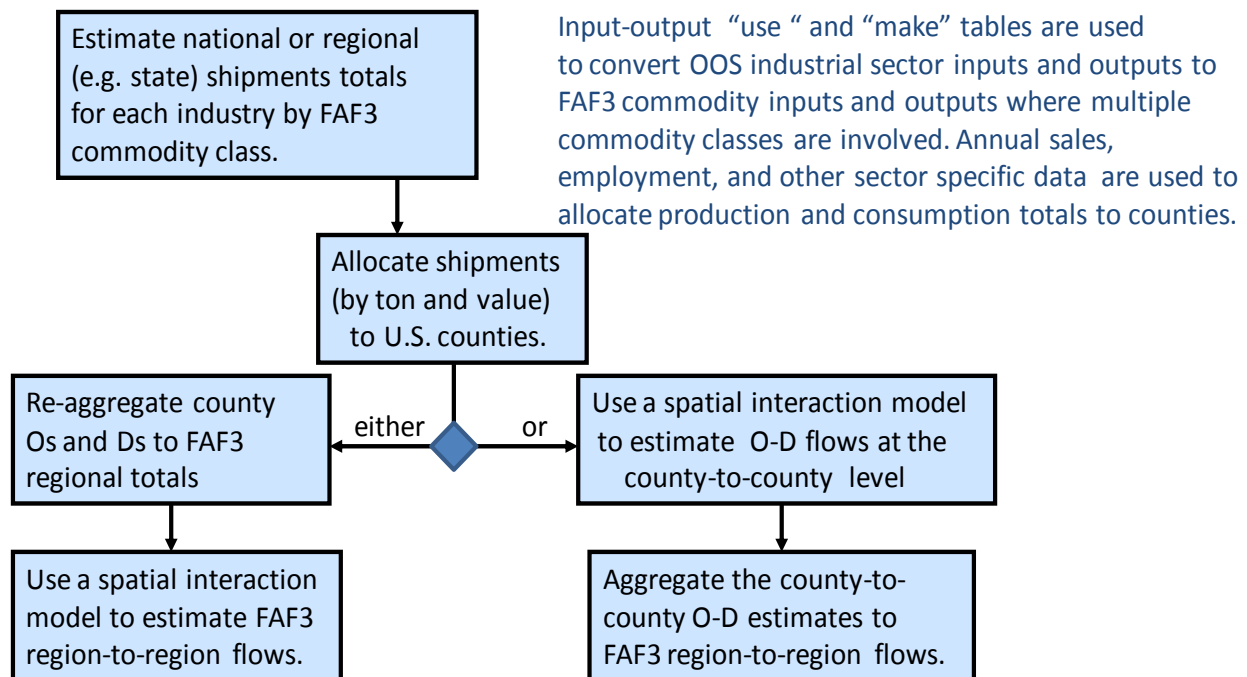 Estimate national or regional
(e.g. state) shipments totals
for each industry by FAF3
commodity class.
Input-output “use “ and “make” tables are used
to convert OOS industrial sector inputs and outputs to
FAF3 commodity inputs and outputs where multiple
commodity classes are involved. Annual sales,
employment, and other sector specific data are used to
allocate production and consumption totals to counties.
Allocate shipments
(by ton and value)
to U.S. counties.
Re-aggregate county
Os and Ds to FAF3
regional totals
either
or
Use a spatial interaction model
to estimate O-D flows at the
county-to-county level
Use a spatial interaction
model to estimate FAF3
region-to-region flows.
Aggregate the county-to-
county O-D estimates to
FAF3 region-to-region flows.